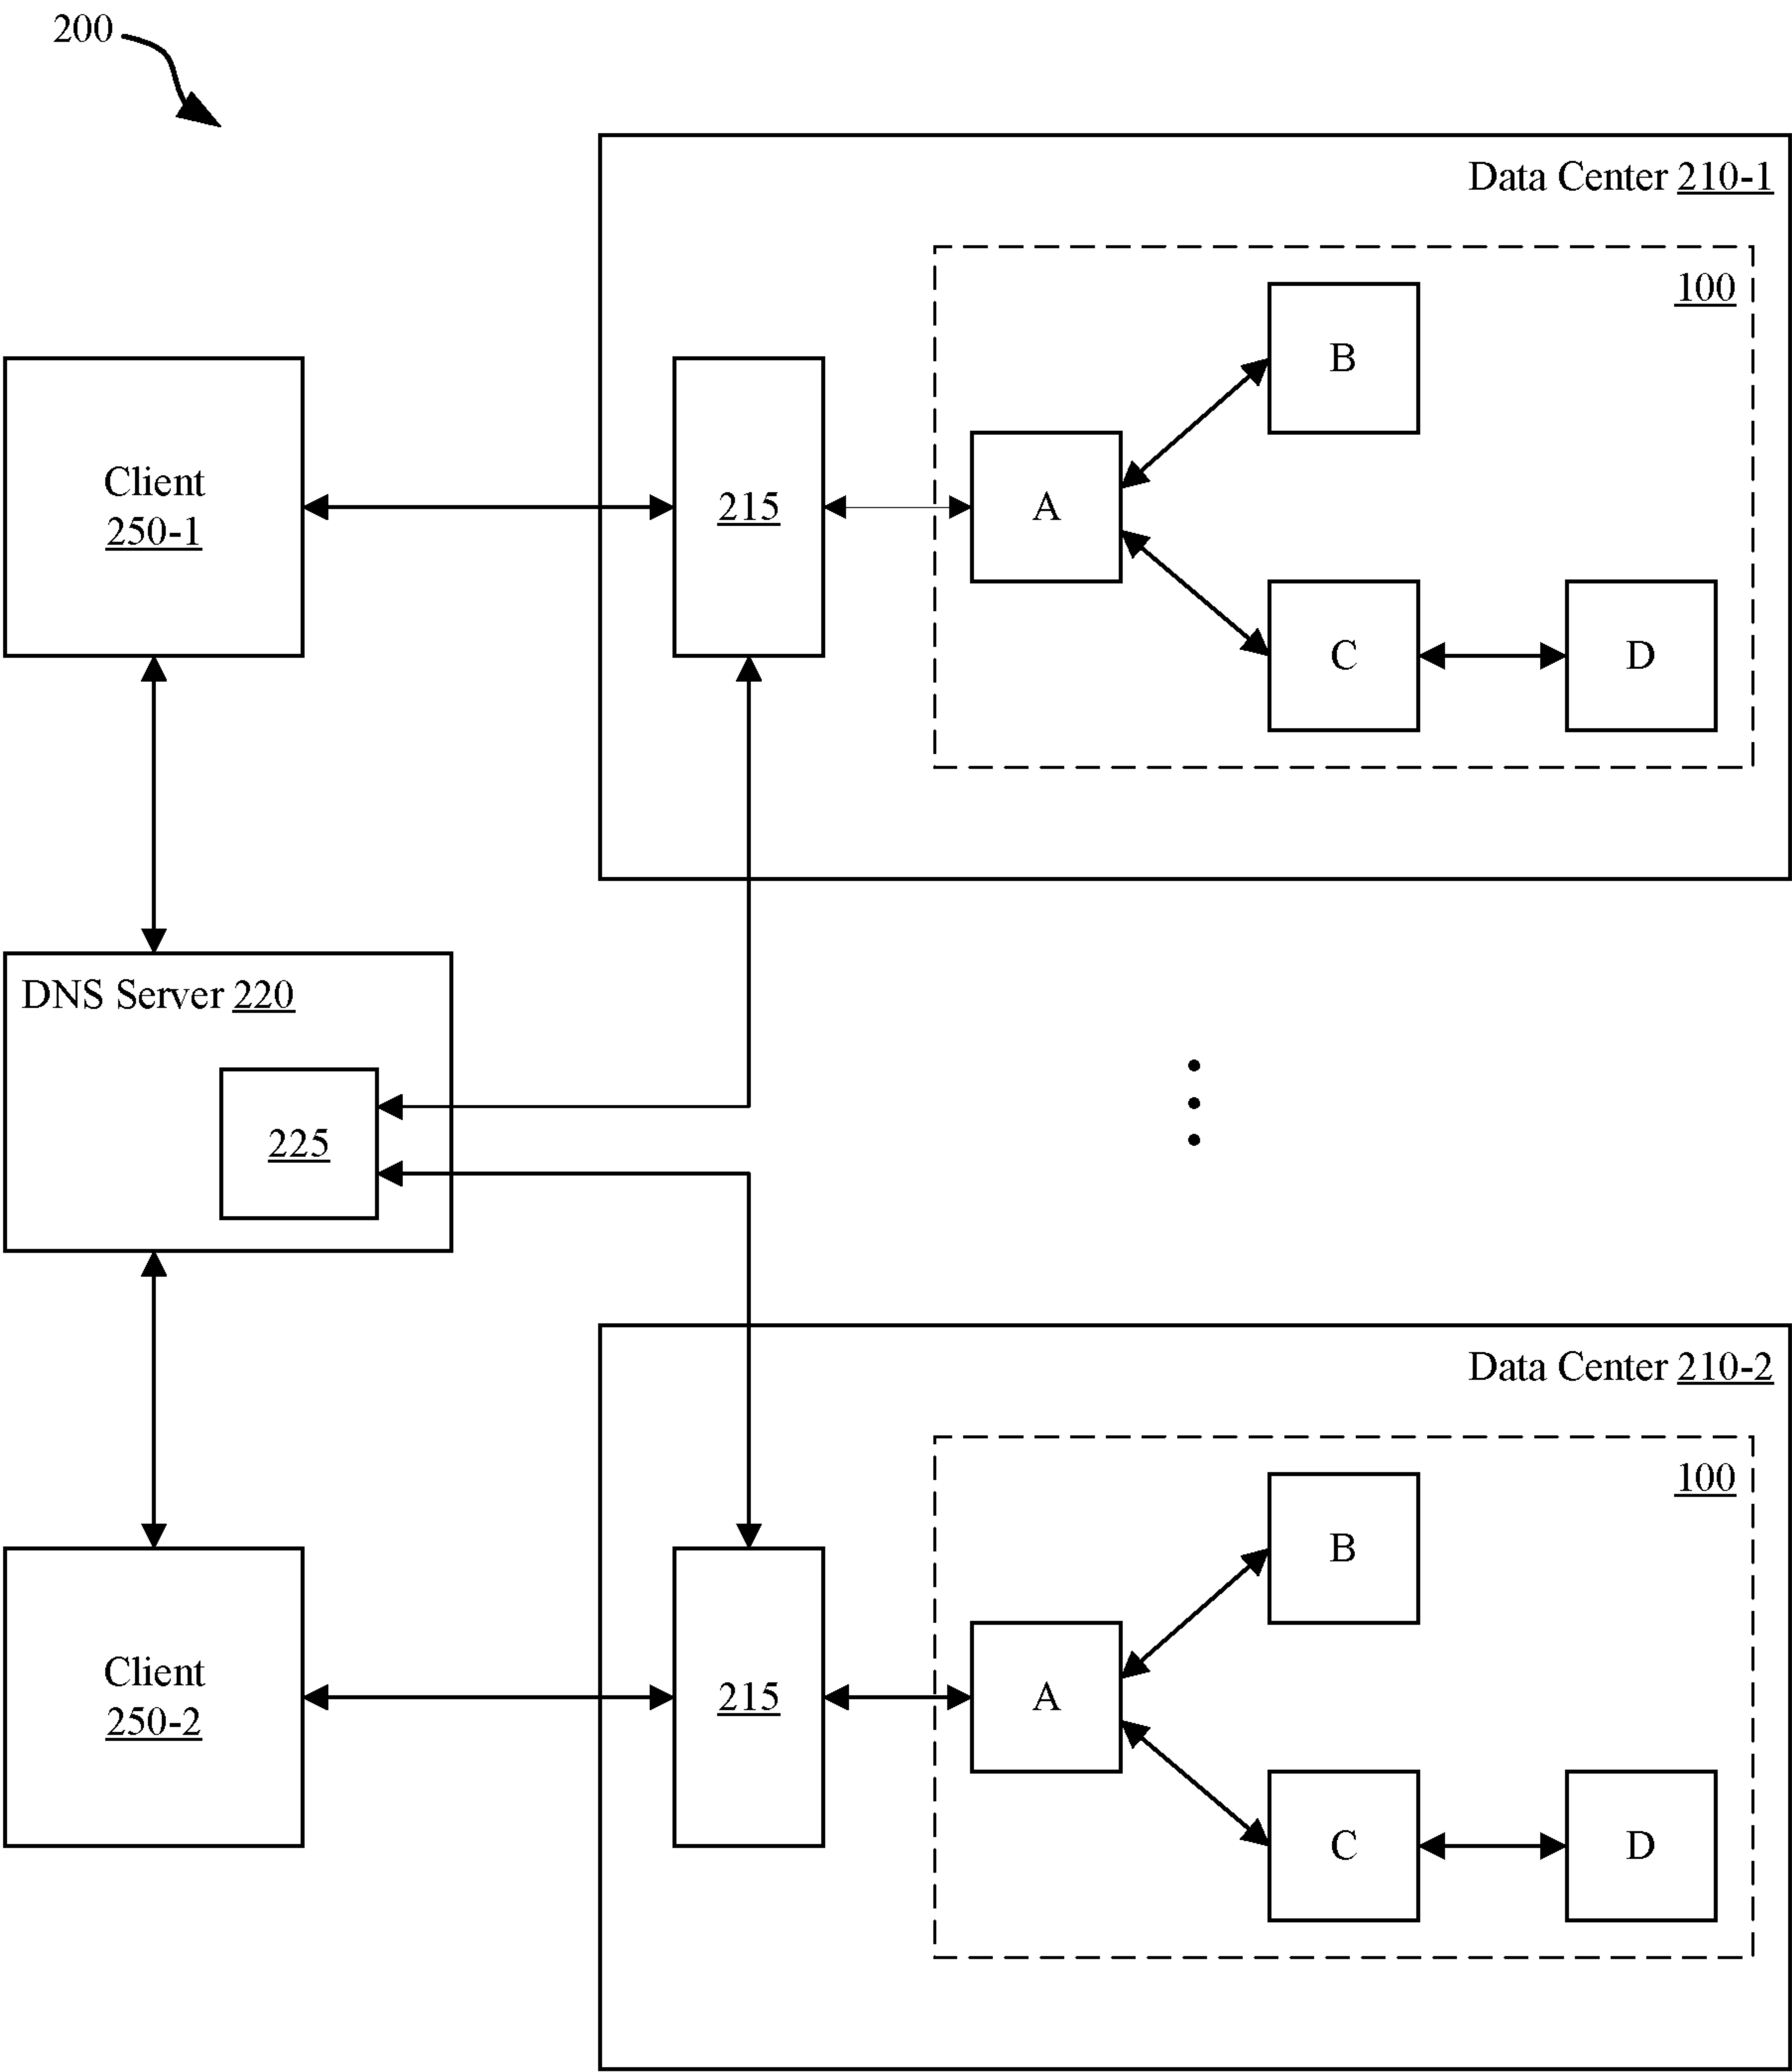 200
Data Center 210-1
100
B
Client
250-1
215
A
C
D
DNS Server 220
225
Data Center 210-2
100
B
Client
250-2
215
A
C
D